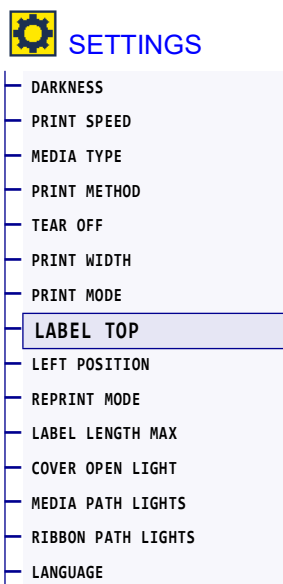 SETTINGS
DARKNESS
PRINT SPEED
MEDIA TYPE
PRINT METHOD
TEAR OFF
PRINT WIDTH
PRINT MODE
LABEL TOP
LEFT POSITION
REPRINT MODE
LABEL LENGTH MAX
COVER OPEN LIGHT
MEDIA PATH LIGHTS
RIBBON PATH LIGHTS
LANGUAGE